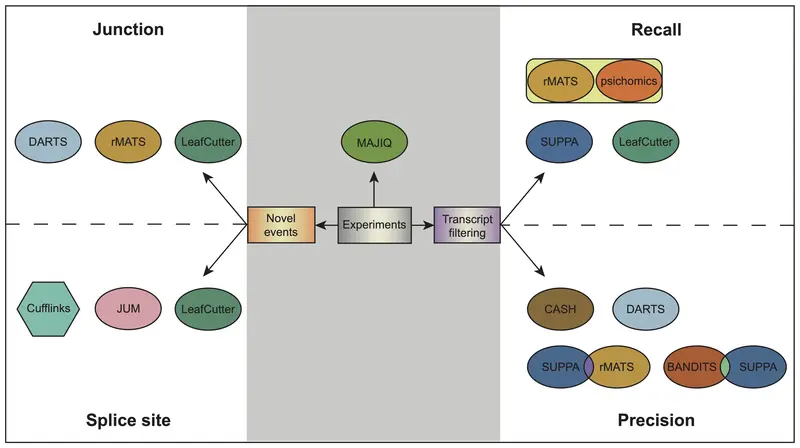 Junction
Recall
rMATS
psichomics
DARTS
rMATS
LeafCutter
MAJIQ
SUPPA
LeafCutter
Novel
events
Experiments
Transcript
filtering
Cufflinks
JUM
LeafCutter
CASH
DARTS
SUPPA
rMATS
BANDITS
SUPPA
Splice site
Precision